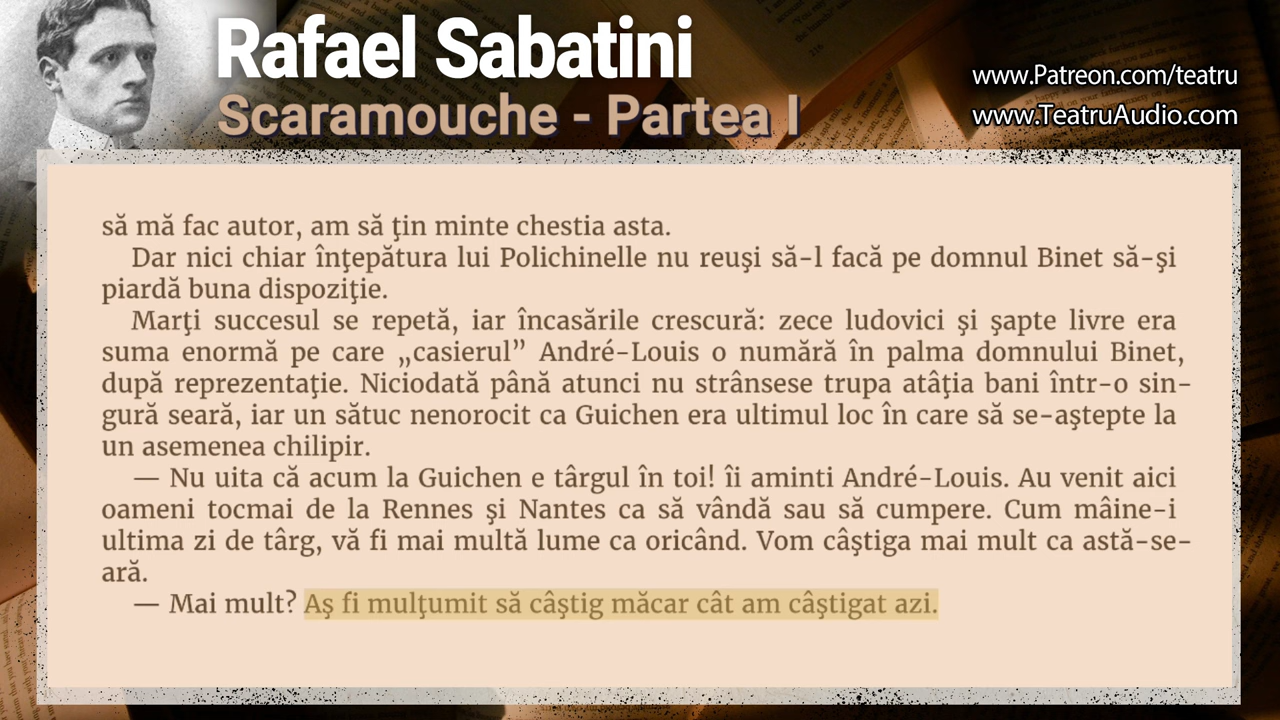 Rafael Sabatini
Scaramouche - Partea I
www.Patreon.com/teatru
www.TeatruAudio.com
să mă fac autor, am să ţin minte chestia asta.
Dar nici chiar înţepătura lui Polichinelle nu reuşi să-l facă pe domnul Binet să-şi
piardă buna dispoziţie.
Marţi succesul se repetă, iar încasările crescură: zece ludovici şi şapte livre era
suma enormă pe care „casierul” André-Louis o numără în palma domnului Binet,
după reprezentaţie. Niciodată până atunci nu strânsese trupa atâţia bani într-o sin-
gură seară, iar un sătuc nenorocit ca Guichen era ultimul loc în care să se-aştepte la
un asemenea chilipir.
— Nu uita că acum la Guichen e târgul în toi! îi aminti André-Louis. Au venit aici
oameni tocmai de la Rennes şi Nantes ca să vândă sau să cumpere. Cum mâine-i
ultima zi de târg, vă fi mai multă lume ca oricând. Vom câştiga mai mult ca astă-se-
ară.
— Mai mult? Aş fi mulţumit să câştig măcar cât am câştigat azi.